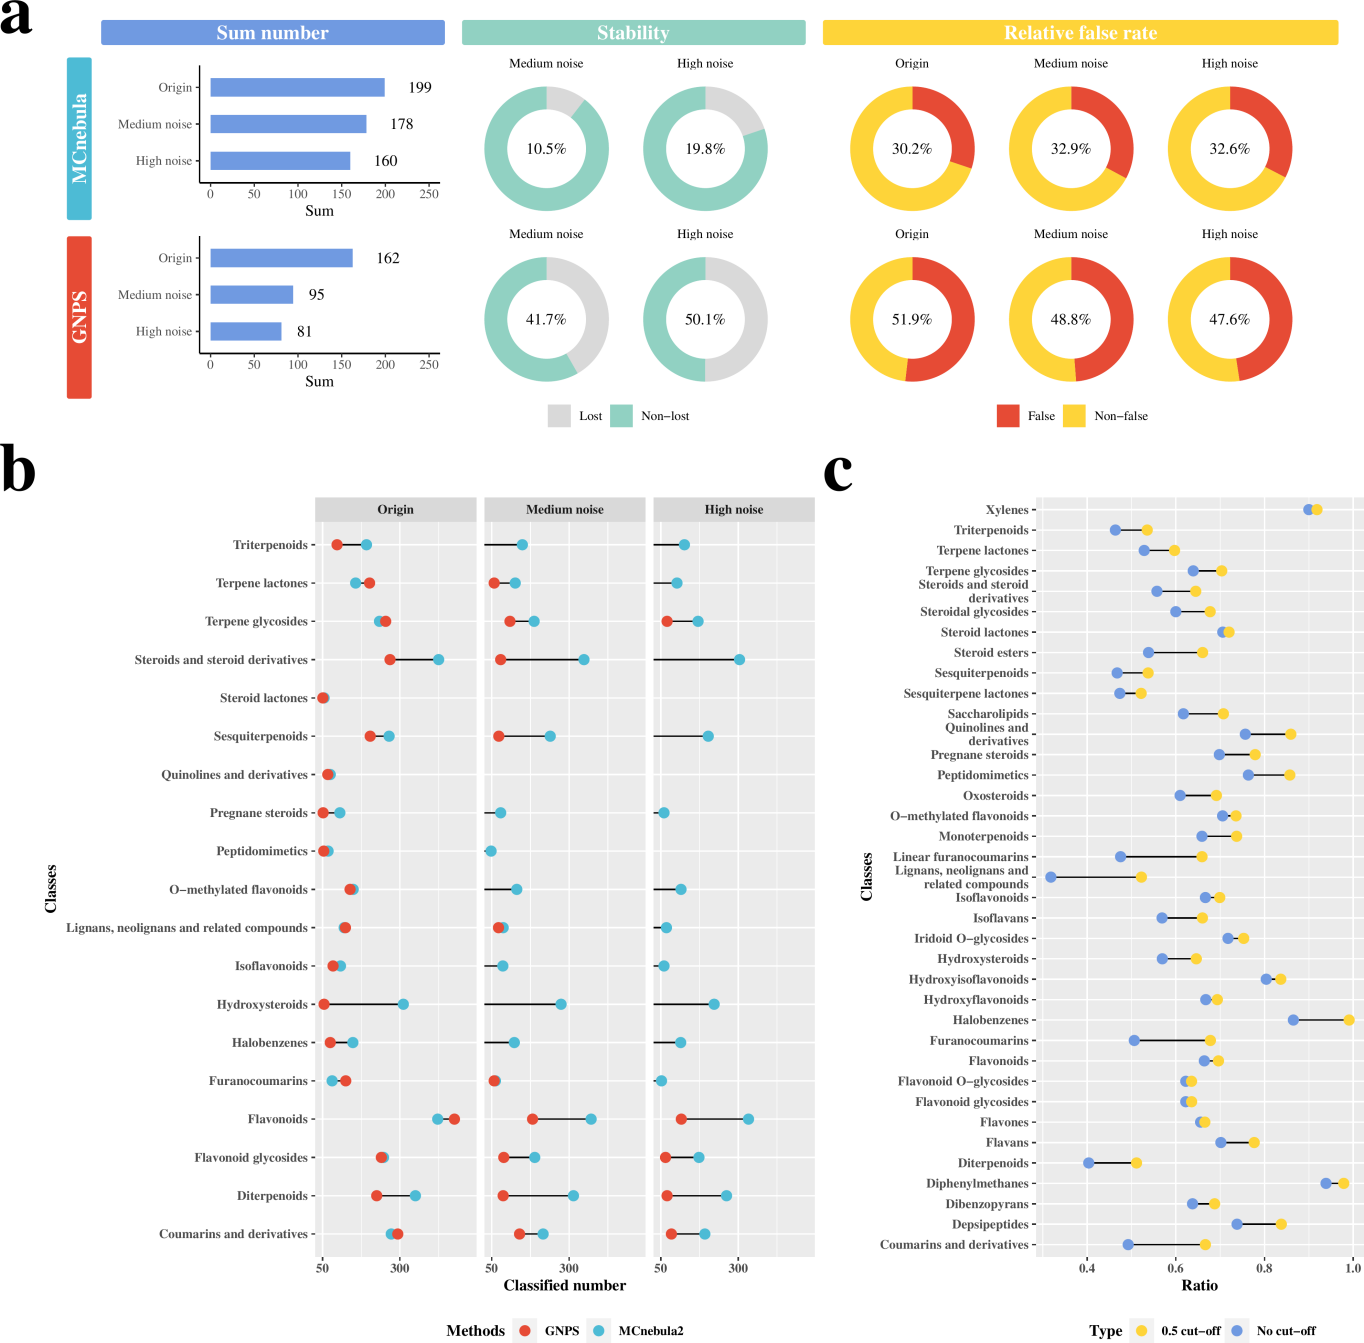 a
Sum number
Stability
Relative false rate
MCnebula
Origin
Medium noise
High noise
199
178
160
0 50 100 150 200 250
Sum
Medium noise
High noise
10.5%
19.8%
Origin
Medium noise
High noise
30.2%
32.9%
32.6%
GNPS
Origin
Medium noise
High noise
162
95
81
0 50 100 150 200 250
Sum
Medium noise
High noise
41.7%
50.1%
Lost Non−lost
Origin
Medium noise
High noise
51.9%
48.8%
47.6%
False Non−false
b
Origin
Medium noise
High noise
Classes
Triterpenoids
Terpene lactones
Terpene glycosides
Steroids and steroid derivatives
Steroid lactones
Sesquiterpenoids
Quinolines and derivatives
Pregnane steroids
Peptidomimetics
O−methylated flavonoids
Lignans, neolignans and related compounds
Isoflavonoids
Hydroxysteroids
Halobenzenes
Furanocoumarins
Flavonoids
Flavonoid glycosides
Diterpenoids
Coumarins and derivatives
50 300 50 300 50 300
Classified number
Methods GNPS MCnebula2
c
Classes
Xylenes
Triterpenoids
Terpene lactones
Terpene glycosides
Steroids and steroid
derivatives
Steroidal glycosides
Steroid lactones
Steroid esters
Sesquiterpenoids
Sesquiterpene lactones
Saccharolipids
Quinolines and
derivatives
Pregnane steroids
Peptidomimetics
Oxosteroids
O−methylated flavonoids
Monoterpenoids
Linear furanocoumarins
Lignans, neolignans and
related compounds
Isoflavonoids
Isoflavans
Iridoid O−glycosides
Hydroxysteroids
Hydroxyisoflavonoids
Hydroxyflavonoids
Halobenzenes
Furanocoumarins
Flavonoids
Flavonoid O−glycosides
Flavonoid glycosides
Flavones
Flavans
Diterpenoids
Diphenylmethanes
Dibenzopyrans
Depsipeptides
Coumarins and derivatives
0.4 0.6 0.8 1.0
Ratio
Type 0.5 cut−off No cut−off